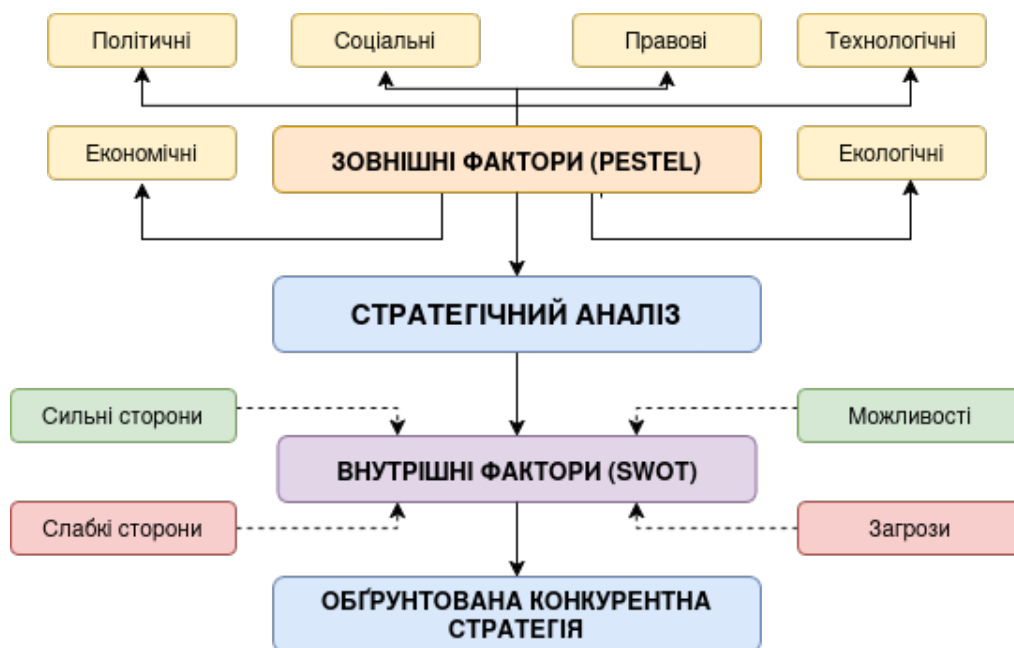 Політичні
Соціальні
Правові
Технологічні
Економічні
ЗОВНІШНІ ФАКТОРИ (PESTEL)
Екологічні
СТРАТЕГІЧНИЙ АНАЛІЗ
Сильні сторони
Можливості
ВНУТРІШНІ ФАКТОРИ (SWOT)
Слабкі сторони
Загрози
ОБҐРУНТОВАНА КОНКУРЕНТНА
СТРАТЕГІЯ